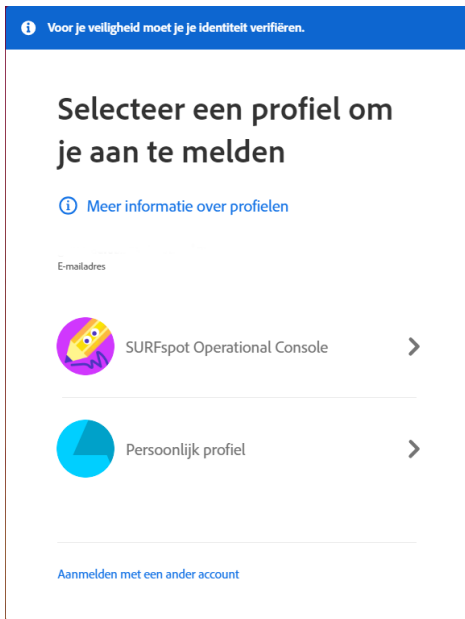 Voor je veiligheid moet je je identiteit verifiëren.
Selecteer een profiel om
je aan te melden
Meer informatie over profielen
E-mailadres
SURFspot Operational Console
Persoonlijk profiel
Aanmelden met een ander account